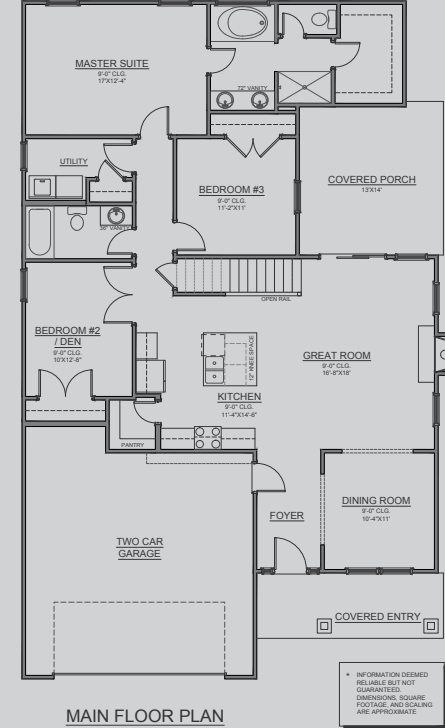 MASTER SUITE
9'-0" CLG.
17'X12'-4"
72" VANITY
UTILITY
BEDROOM #3
9'-0" CLG.
11'-2"X11'
COVERED PORCH
13'X14'
36" VANITY
OPEN RAIL
BEDROOM #2
/ DEN
9'-0" CLG.
10'X12'-8"
12" KNEE SPACE
GREAT ROOM
9'-0" CLG.
16'-8"X18'
KITCHEN
9'-0" CLG.
11'-4"X14'-6"
PANTRY
DINING ROOM
9'-0" CLG.
10'-4"X11'
FOYER
TWO CAR
GARAGE
COVERED ENTRY
* INFORMATION DEEMED
RELIABLE BUT NOT
GUARANTEED.
DIMENSIONS, SQUARE
FOOTAGE, AND SCALING
ARE APPROXIMATE
MAIN FLOOR PLAN